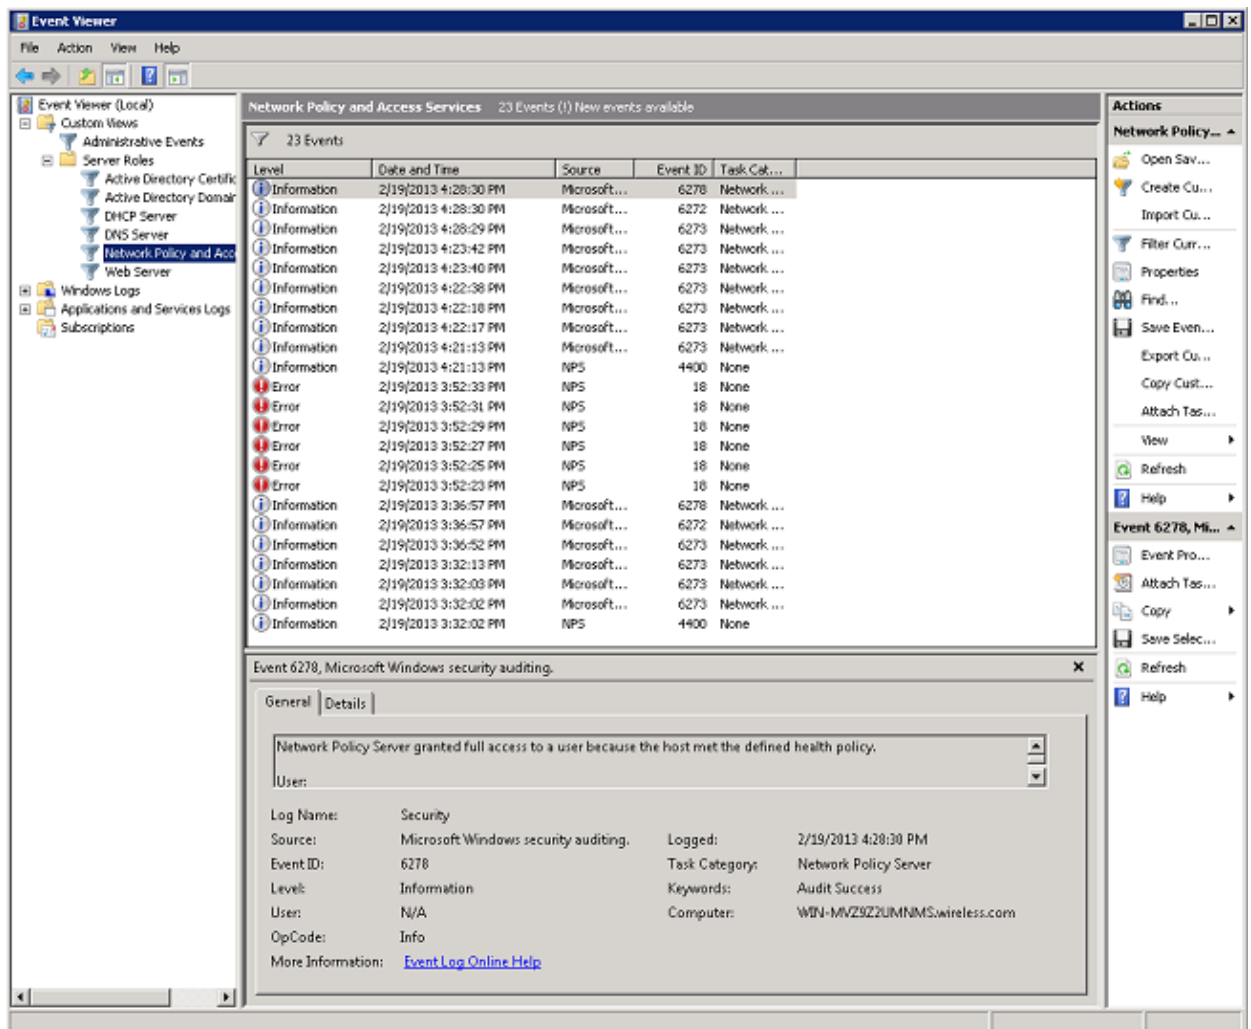 Event Viewer
File Action View Help
Event Viewer (Local)
Custom Views
Administrative Events
Server Roles
Active Directory Certific
Active Directory Domain
DHCP Server
DNS Server
Network Policy and Acce
Web Server
Windows Logs
Applications and Services Logs
Subscriptions
Network Policy and Access Services 23 Events (!) New events available
23 Events
Level Date and Time Source Event ID Task Cat...
Information 2/19/2013 4:28:30 PM Microsoft... 6278 Network ...
Information 2/19/2013 4:28:30 PM Microsoft... 6272 Network ...
Information 2/19/2013 4:28:29 PM Microsoft... 6273 Network ...
Information 2/19/2013 4:23:42 PM Microsoft... 6273 Network ...
Information 2/19/2013 4:23:40 PM Microsoft... 6273 Network ...
Information 2/19/2013 4:22:38 PM Microsoft... 6273 Network ...
Information 2/19/2013 4:22:18 PM Microsoft... 6273 Network ...
Information 2/19/2013 4:22:17 PM Microsoft... 6273 Network ...
Information 2/19/2013 4:21:13 PM Microsoft... 6273 Network ...
Information 2/19/2013 4:21:13 PM NPS 4400 None
Error 2/19/2013 3:52:33 PM NPS 18 None
Error 2/19/2013 3:52:31 PM NPS 18 None
Error 2/19/2013 3:52:29 PM NPS 18 None
Error 2/19/2013 3:52:27 PM NPS 18 None
Error 2/19/2013 3:52:25 PM NPS 18 None
Error 2/19/2013 3:52:23 PM NPS 18 None
Information 2/19/2013 3:36:57 PM Microsoft... 6278 Network ...
Information 2/19/2013 3:36:57 PM Microsoft... 6272 Network ...
Information 2/19/2013 3:36:52 PM Microsoft... 6273 Network ...
Information 2/19/2013 3:32:13 PM Microsoft... 6273 Network ...
Information 2/19/2013 3:32:03 PM Microsoft... 6273 Network ...
Information 2/19/2013 3:32:02 PM Microsoft... 6273 Network ...
Information 2/19/2013 3:32:02 PM NPS 4400 None
Event 6278, Microsoft Windows security auditing.
General Details
Network Policy Server granted full access to a user because the host met the defined health policy.
User:
Log Name: Security
Source: Microsoft Windows security auditing. Logged: 2/19/2013 4:28:30 PM
Event ID: 6278 Task Category: Network Policy Server
Level: Information Keywords: Audit Success
User: N/A Computer: WIN-MVZ9Z2UMNMS.wireless.com
OpCode: Info
More Information: Event Log Online Help
Actions
Network Policy...
Open Sav...
Create Cu...
Import Cu...
Filter Curr...
Properties
Find...
Save Even...
Export Cu...
Copy Cust...
Attach Tas...
View
Refresh
Help
Event 6278, Mi...
Event Pro...
Attach Tas...
Copy
Save Selec...
Refresh
Help